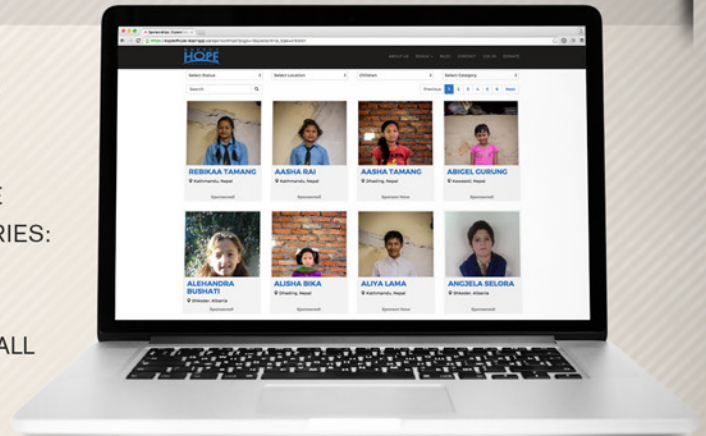 HOPE
ABOUT US SEARCH BLOG CONTACT LOG IN DONATE
Select Status
Select Location
Children
Select Category
Search
Previous 1 2 3 4 5 6 Next
REBIKAA TAMANG
Kathmandu, Nepal
Sponsored!
AASHA RAI
Kathmandu, Nepal
Sponsored!
AASHA TAMANG
Dhading, Nepal
Sponsor Now
ABIGEL GURUNG
Kawasoti, Nepal
Sponsored!
RIES:
ALL
ALEHANDRA
BUSHATI
Shkoder, Albania
Sponsored!
ALISHA BIKA
Dhading, Nepal
Sponsored!
ALIYA LAMA
Kathmandu, Nepal
Sponsor Now
ANGJELA SELORA
Shkoder, Albania
Sponsored!